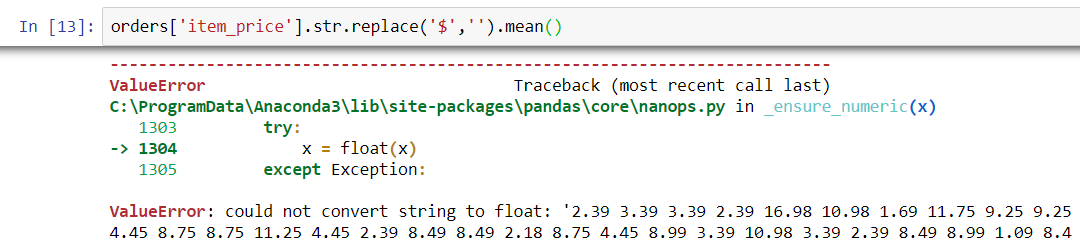 In [13]: orders['item_price'].str.replace('$','').mean()
---------------------------------------------------------------------------
ValueError Traceback (most recent call last)
C:\ProgramData\Anaconda3\lib\site-packages\pandas\core\nanops.py in _ensure_numeric(x)
1303 try:
-> 1304 x = float(x)
1305 except Exception:
ValueError: could not convert string to float: '2.39 3.39 3.39 2.39 16.98 10.98 1.69 11.75 9.25 9.25
4.45 8.75 8.75 11.25 4.45 2.39 8.49 8.49 2.18 8.75 4.45 8.99 3.39 10.98 3.39 2.39 8.49 8.99 1.09 8.4